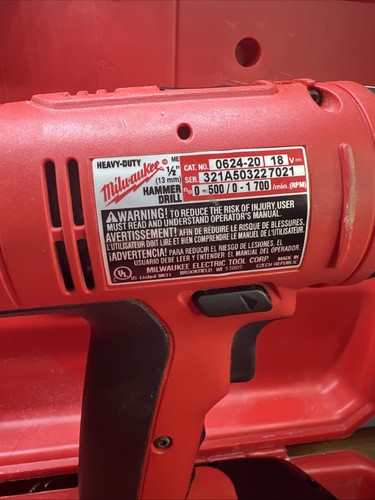 HEAVY-DUTY
Milwaukee
½"
(13 mm)
HAMMER
DRILL
CAT. NO. 0624-20 18 V
SER. 321A503227021
n₀ 0 - 500 / 0 - 1 700 /min. (RPM)
WARNING! TO REDUCE THE RISK OF INJURY, USER
MUST READ AND UNDERSTAND OPERATOR'S MANUAL.
AVERTISSEMENT! AFIN DE RÉDUIRE LE RISQUE DE BLESSURES,
L'UTILISATEUR DOIT LIRE ET BIEN COMPRENDRE LE MANUEL DE L'UTILISATEUR.
¡ADVERTENCIA! PARA REDUCIR EL RIESGO DE LESIONES, EL
USUARIO DEBE LEER Y ENTENDER EL MANUAL DEL OPERADOR.
UL Listed
MILWAUKEE ELECTRIC TOOL CORP
BROOKFIELD WI 53005
MADE IN
CZECH REPUBLIC